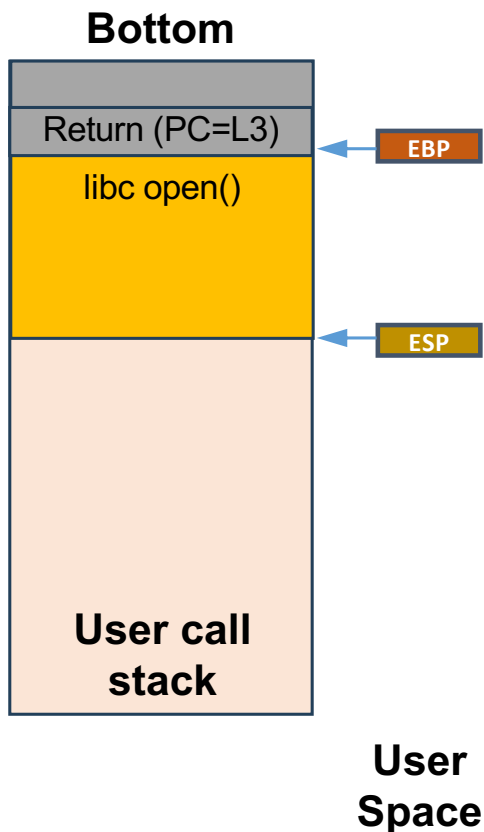 Bottom
Return (PC=L3)
EBP
libc open()
ESP
User call
stack
User
Space